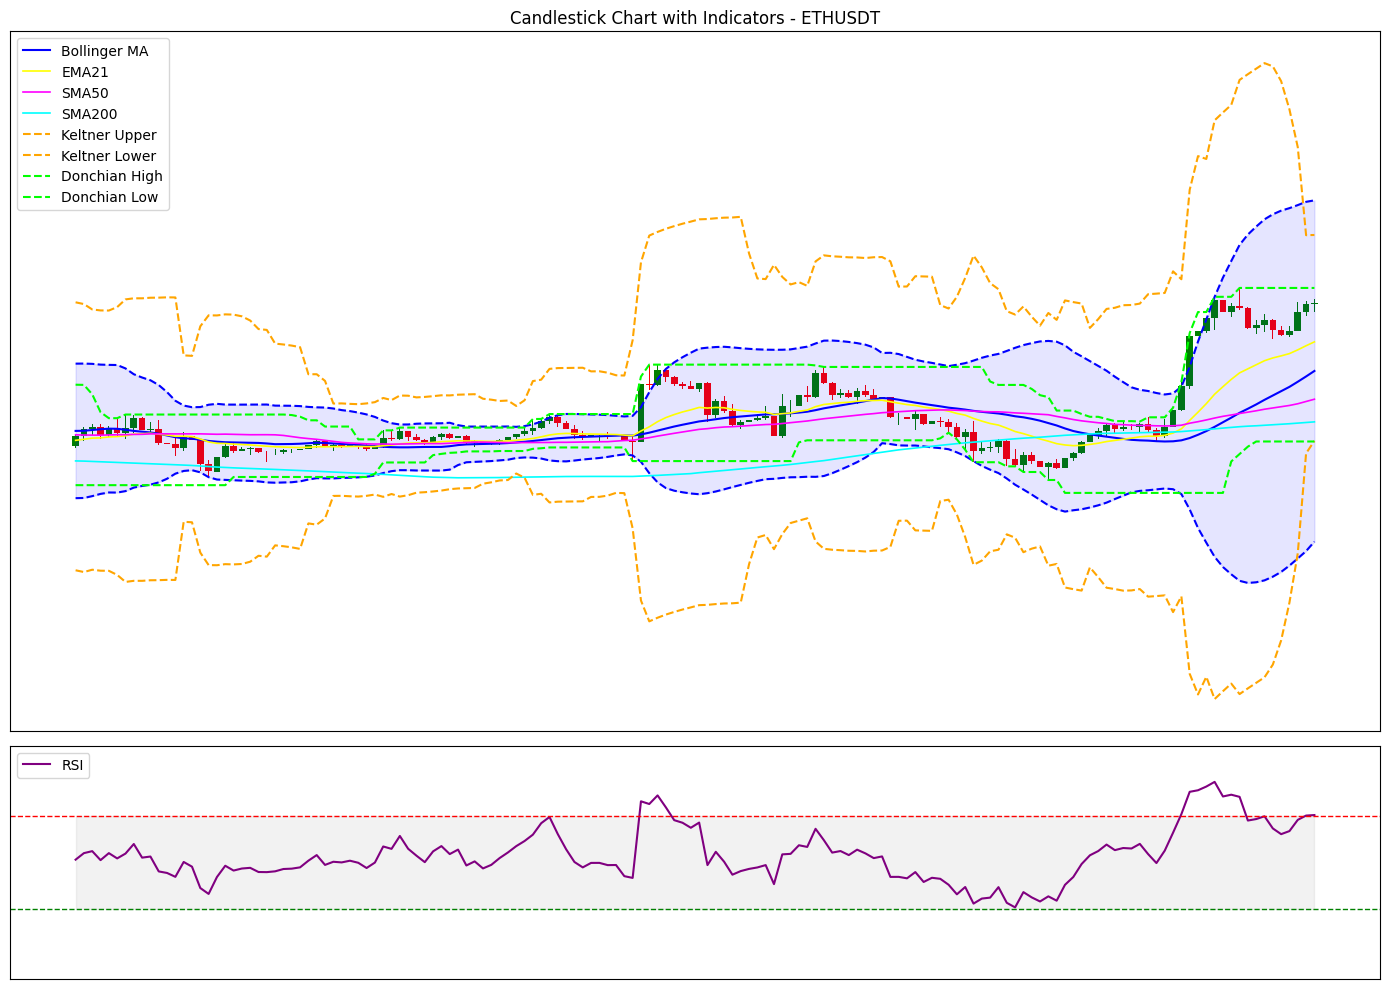 Candlestick Chart with Indicators - ETHUSDT
Bollinger MA
EMA21
SMA50
SMA200
Keltner Upper
Keltner Lower
Donchian High
Donchian Low
RSI